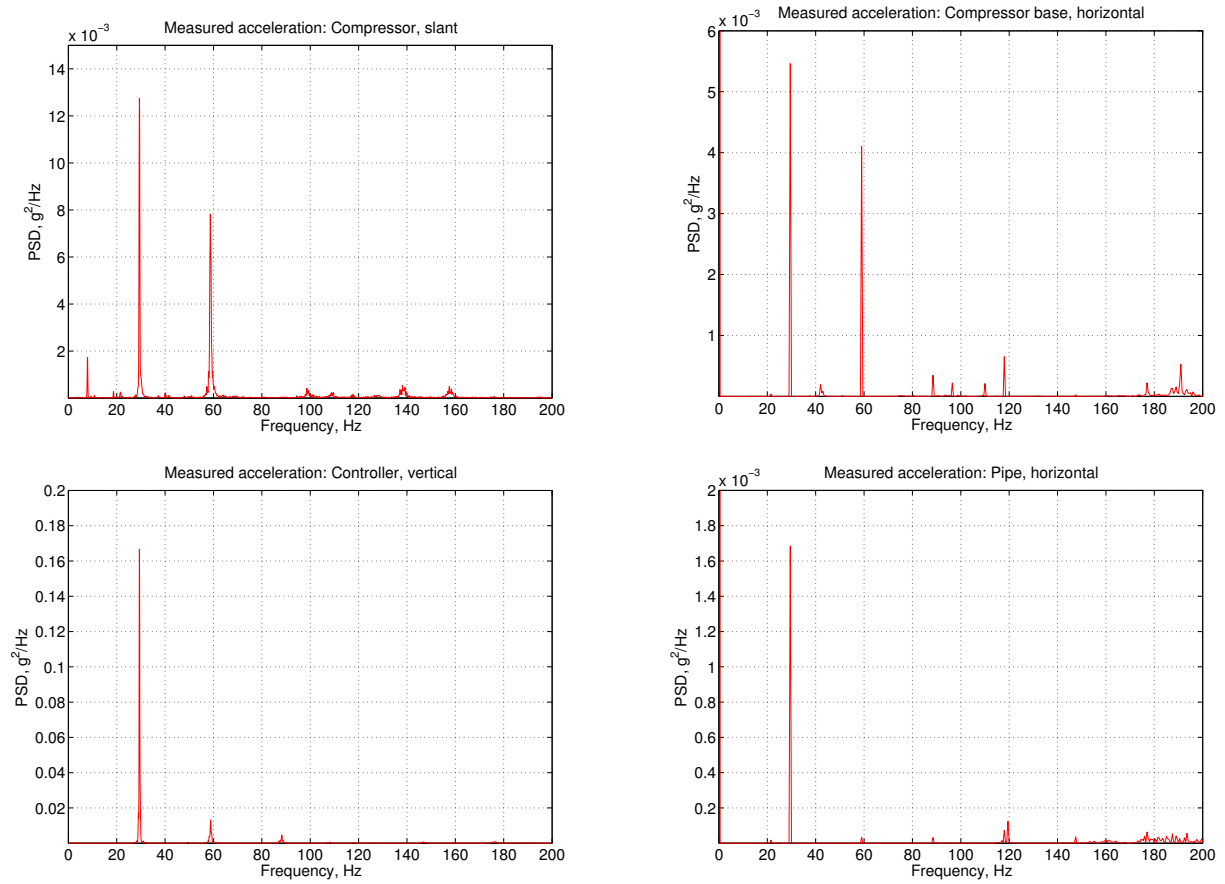 Measured acceleration: Compressor, slant
x 10⁻³
14
12
10
8
6
4
2
PSD, g²/Hz
0 20 40 60 80 100 120 140 160 180 200
Frequency, Hz
Measured acceleration: Compressor base, horizontal
x 10⁻³
6
5
4
3
2
1
PSD, g²/Hz
0 20 40 60 80 100 120 140 160 180 200
Frequency, Hz
Measured acceleration: Controller, vertical
0.2
0.18
0.16
0.14
0.12
0.1
0.08
0.06
0.04
0.02
PSD, g²/Hz
0 20 40 60 80 100 120 140 160 180 200
Frequency, Hz
Measured acceleration: Pipe, horizontal
x 10⁻³
2
1.8
1.6
1.4
1.2
1
0.8
0.6
0.4
0.2
PSD, g²/Hz
0 20 40 60 80 100 120 140 160 180 200
Frequency, Hz